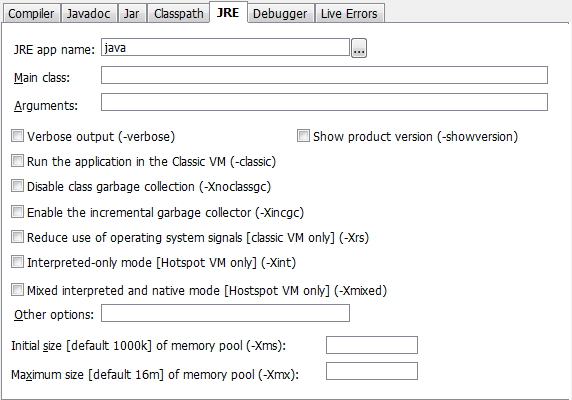 Compiler Javadoc Jar Classpath JRE Debugger Live Errors
JRE app name: java ...
Main class:
Arguments:
Verbose output (-verbose) Show product version (-showversion)
Run the application in the Classic VM (-classic)
Disable class garbage collection (-Xnoclassgc)
Enable the incremental garbage collector (-Xincgc)
Reduce use of operating system signals [classic VM only] (-Xrs)
Interpreted-only mode [Hotspot VM only] (-Xint)
Mixed interpreted and native mode [Hostspot VM only] (-Xmixed)
Other options:
Initial size [default 1000k] of memory pool (-Xms):
Maximum size [default 16m] of memory pool (-Xmx):